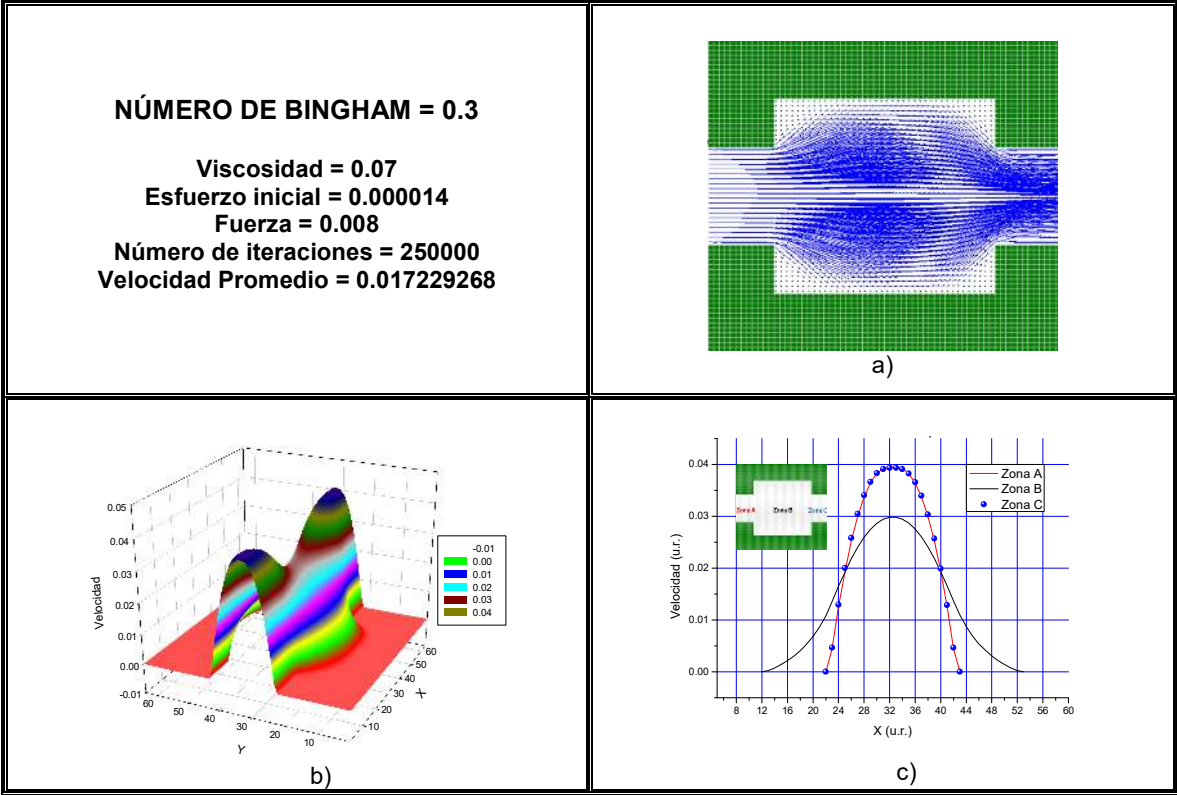 NÚMERO DE BINGHAM = 0.3
Viscosidad = 0.07
Esfuerzo inicial = 0.000014
Fuerza = 0.008
Número de iteraciones = 250000
Velocidad Promedio = 0.017229268
a)
0.05
0.04
0.03
0.02
0.01
0.00
-0.01
Velocidad
60
50
40
30
20
10
Y
10
20
30
40
50
60
X
-0.01
0.00
0.01
0.02
0.03
0.04
b)
0.04
0.03
0.02
0.01
0.00
Velocidad (u.r.)
Zona A
Zona B
Zona C
Zona A
Zona B
Zona C
8 12 16 20 24 28 32 36 40 44 48 52 56 60
X (u.r.)
c)